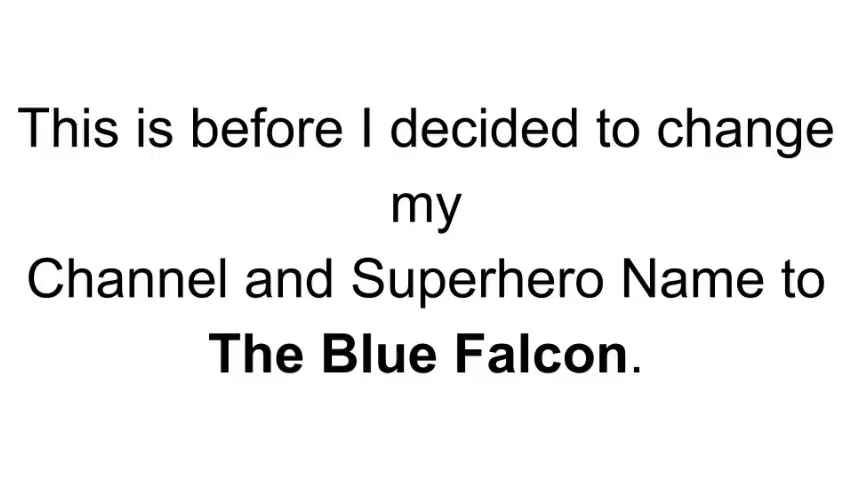 This is before I decided to change
my
Channel and Superhero Name to
The Blue Falcon.